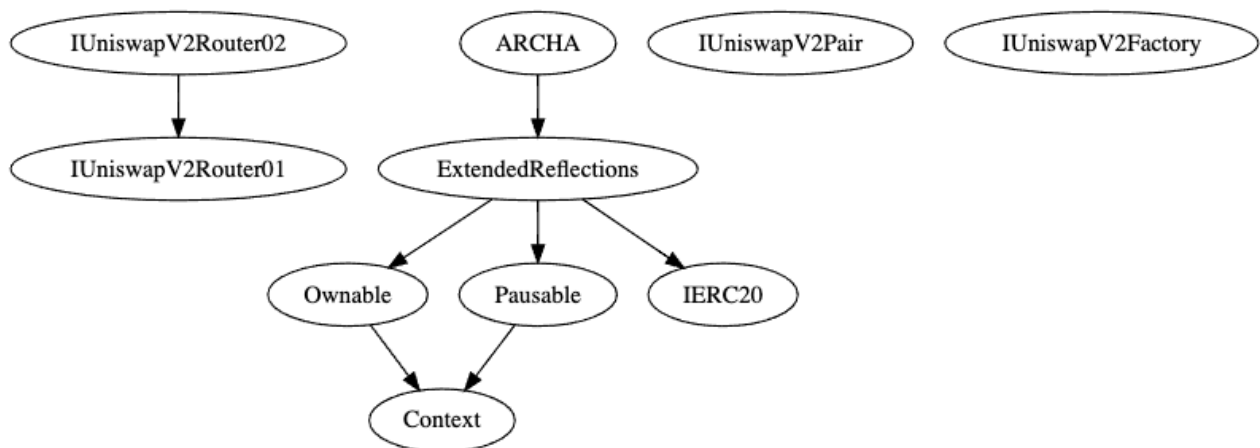 IUniswapV2Router02
ARCHA
IUniswapV2Pair
IUniswapV2Factory
IUniswapV2Router01
ExtendedReflections
Ownable
Pausable
IERC20
Context